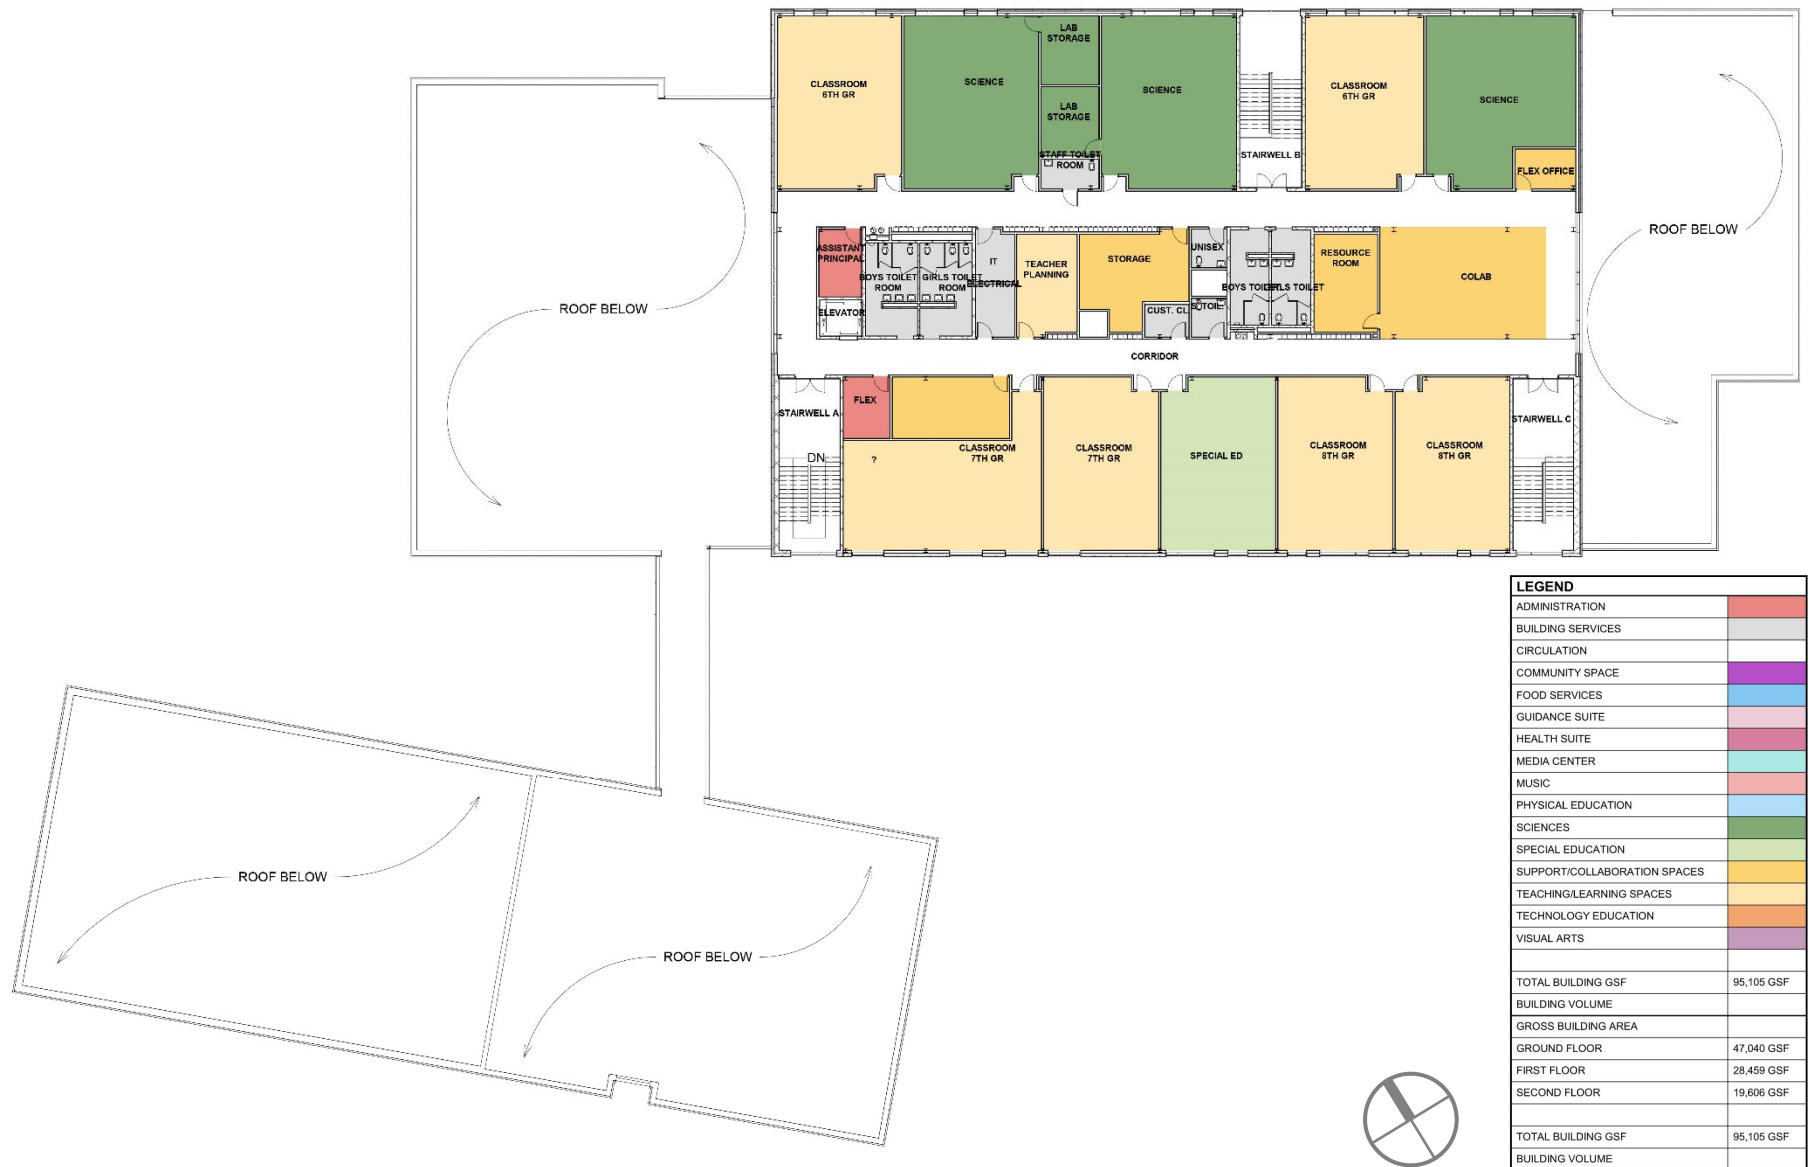 LAB
STORAGE
CLASSROOM
6TH GR
SCIENCE
SCIENCE
CLASSROOM
6TH GR
SCIENCE
LAB
STORAGE
STAFF TOILET
ROOM
STAIRWELL B
FLEX OFFICE
ROOF BELOW
ROOF BELOW
ASSISTANT
PRINCIPAL
BOYS TOILET
ROOM
GIRLS TOILET
ROOM
IT
ELECTRICAL
TEACHER
PLANNING
STORAGE
UNISEX
BOYS TOILET
GIRLS TOILET
RESOURCE
ROOM
COLAB
ELEVATOR
CUST. CL
S.TOIL.
CORRIDOR
STAIRWELL A
FLEX
DN
?
CLASSROOM
7TH GR
CLASSROOM
7TH GR
SPECIAL ED
CLASSROOM
8TH GR
CLASSROOM
8TH GR
STAIRWELL C
ROOF BELOW
ROOF BELOW
LEGEND
ADMINISTRATION
BUILDING SERVICES
CIRCULATION
COMMUNITY SPACE
FOOD SERVICES
GUIDANCE SUITE
HEALTH SUITE
MEDIA CENTER
MUSIC
PHYSICAL EDUCATION
SCIENCES
SPECIAL EDUCATION
SUPPORT/COLLABORATION SPACES
TEACHING/LEARNING SPACES
TECHNOLOGY EDUCATION
VISUAL ARTS
TOTAL BUILDING GSF 95,105 GSF
BUILDING VOLUME
GROSS BUILDING AREA
GROUND FLOOR 47,040 GSF
FIRST FLOOR 28,459 GSF
SECOND FLOOR 19,606 GSF
TOTAL BUILDING GSF 95,105 GSF
BUILDING VOLUME